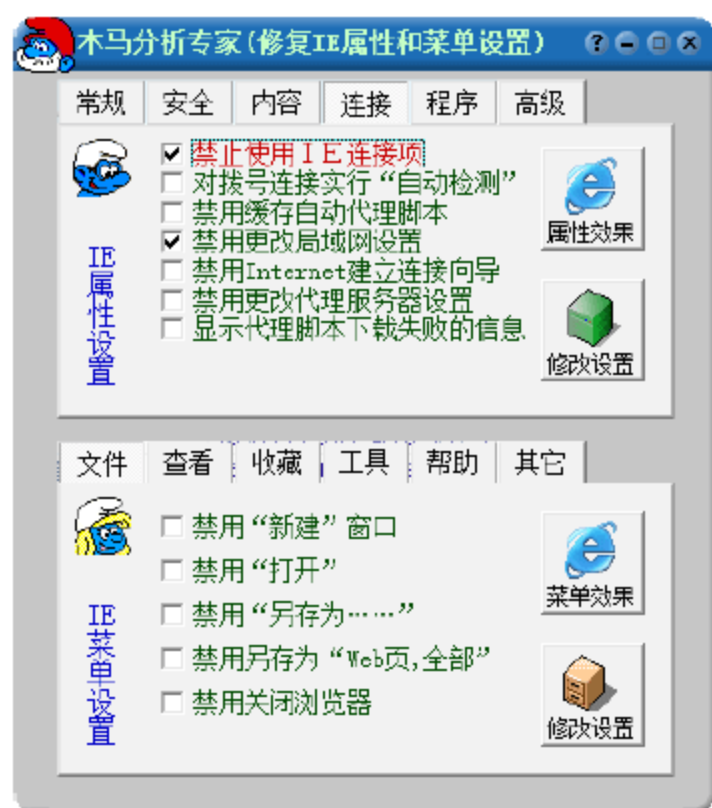 木马分析专家(修复IE属性和菜单设置)
常规 安全 内容 连接 程序 高级
禁止使用IE连接项
对拨号连接实行“自动检测”
禁用缓存自动代理脚本
禁用更改局域网设置
禁用Internet建立连接向导
禁用更改代理服务器设置
显示代理脚本下载失败的信息
IE属性设置
属性效果
修改设置
文件 查看 收藏 工具 帮助 其它
禁用“新建”窗口
禁用“打开”
禁用“另存为……”
禁用另存为“Web页,全部”
禁用关闭浏览器
IE菜单设置
菜单效果
修改设置